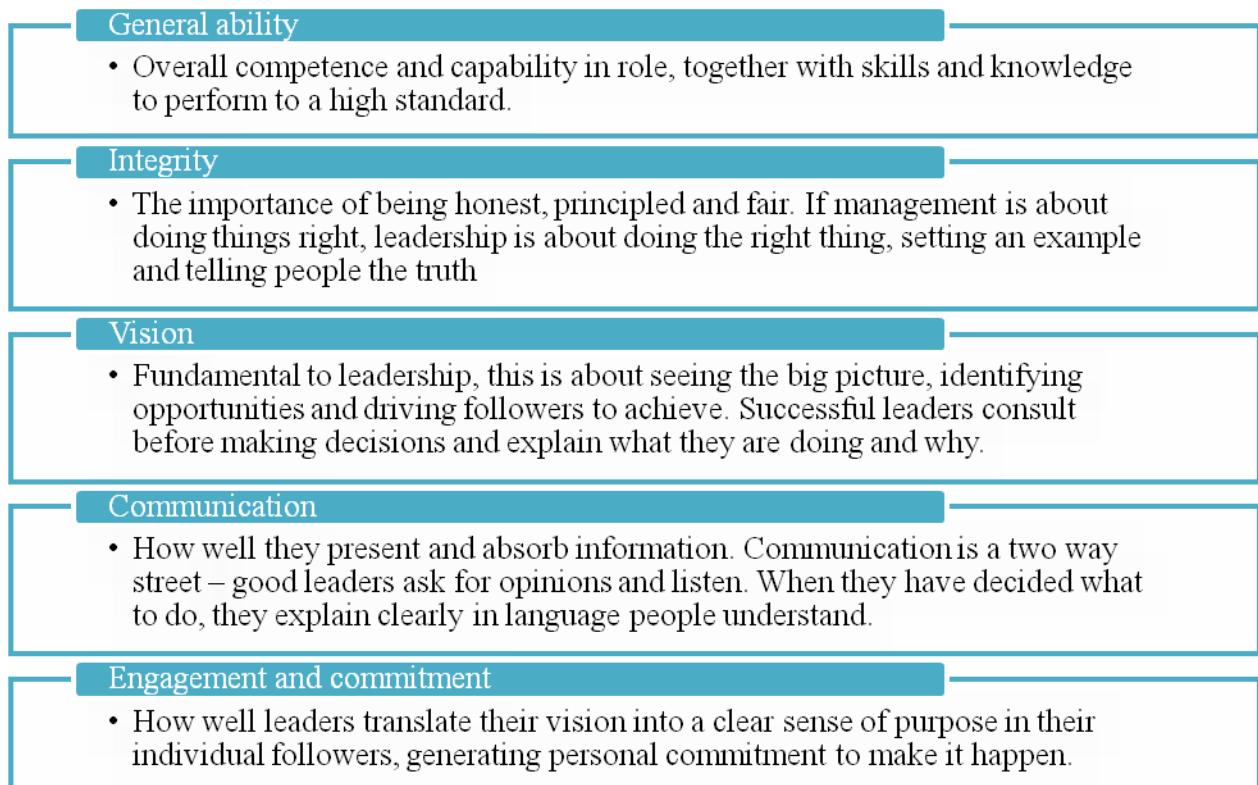 General ability
• Overall competence and capability in role, together with skills and knowledge
to perform to a high standard.
Integrity
• The importance of being honest, principled and fair. If management is about
doing things right, leadership is about doing the right thing, setting an example
and telling people the truth
Vision
• Fundamental to leadership, this is about seeing the big picture, identifying
opportunities and driving followers to achieve. Successful leaders consult
before making decisions and explain what they are doing and why.
Communication
• How well they present and absorb information. Communication is a two way
street – good leaders ask for opinions and listen. When they have decided what
to do, they explain clearly in language people understand.
Engagement and commitment
• How well leaders translate their vision into a clear sense of purpose in their
individual followers, generating personal commitment to make it happen.